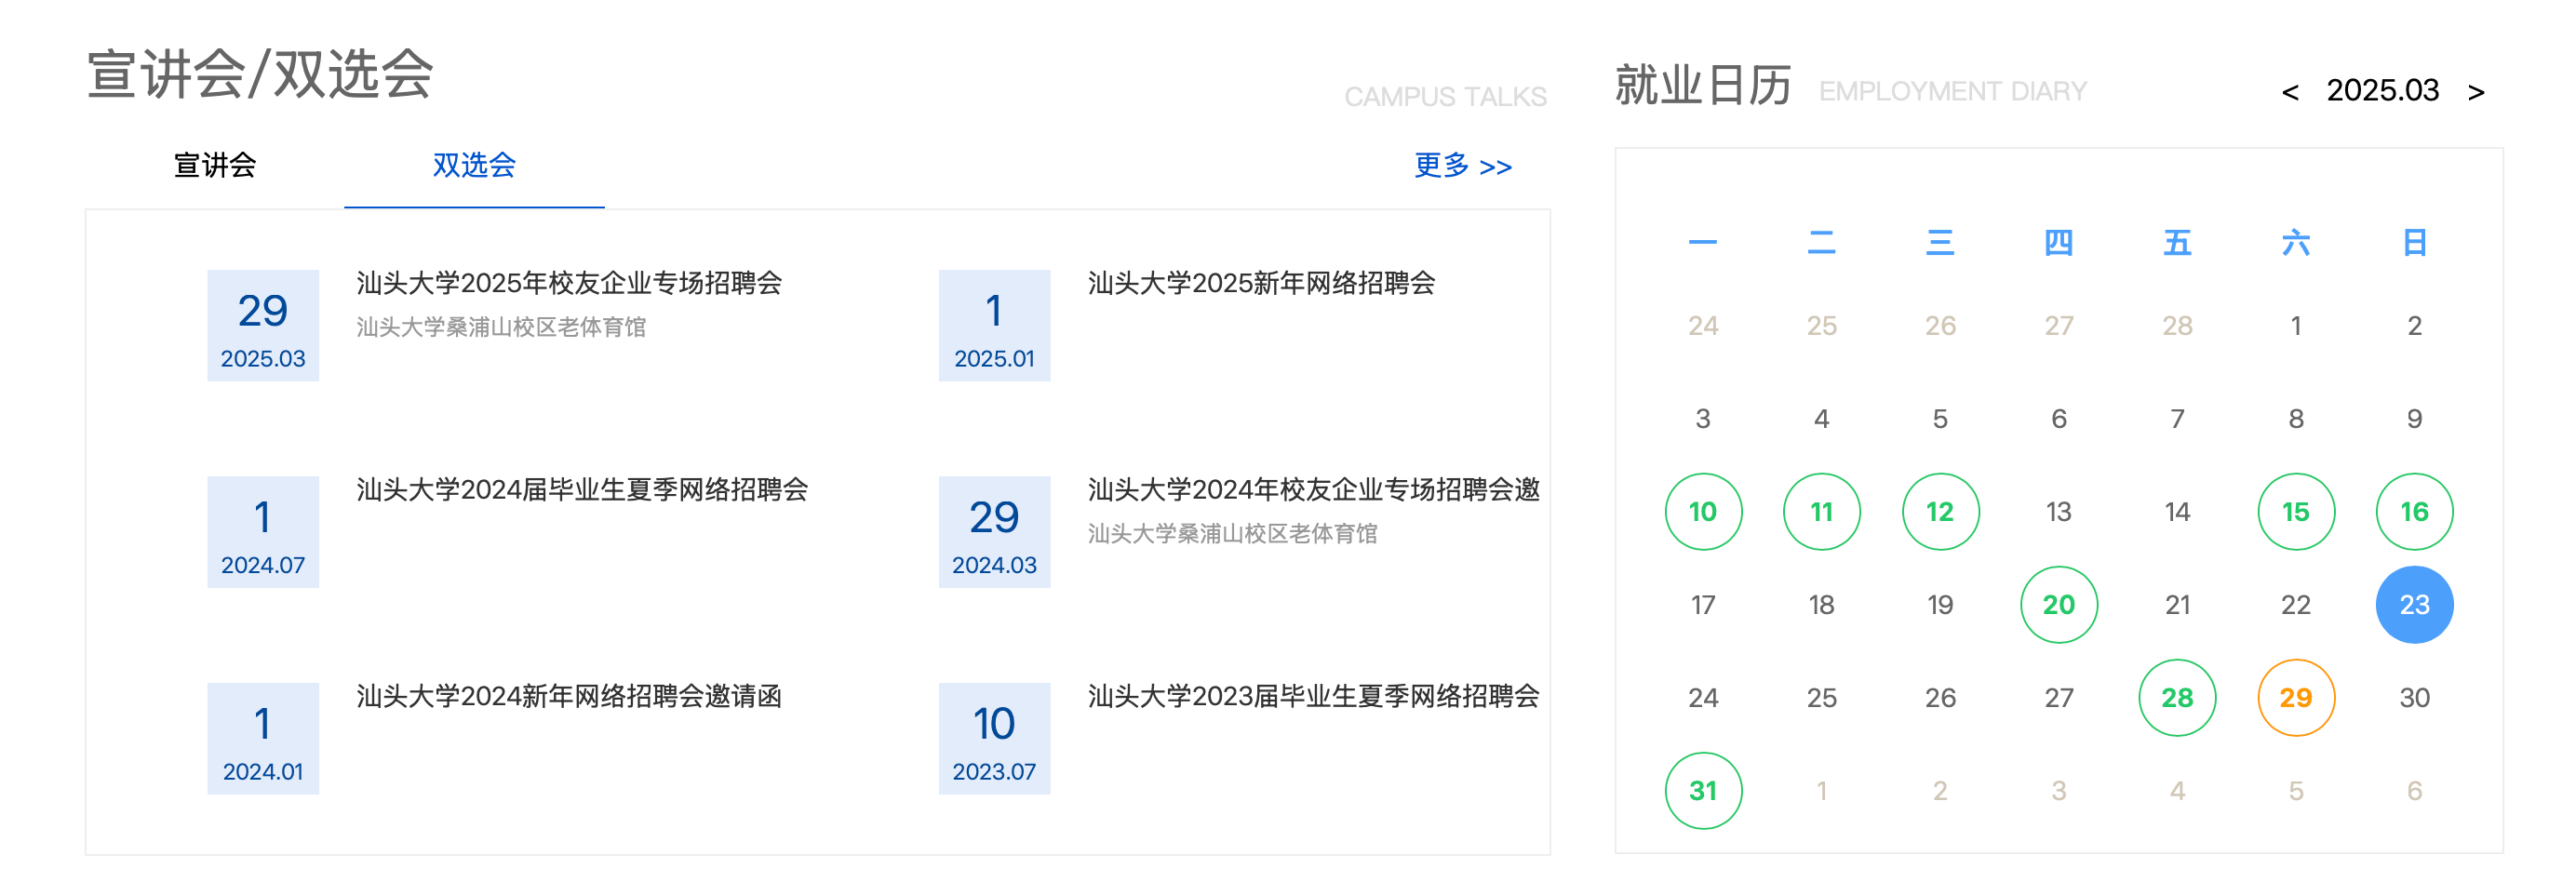 宣讲会/双选会
CAMPUS TALKS
宣讲会 双选会 更多 >>
29
2025.03
汕头大学2025年校友企业专场招聘会
汕头大学桑浦山校区老体育馆
1
2025.01
汕头大学2025新年网络招聘会
1
2024.07
汕头大学2024届毕业生夏季网络招聘会
29
2024.03
汕头大学2024年校友企业专场招聘会邀
汕头大学桑浦山校区老体育馆
1
2024.01
汕头大学2024新年网络招聘会邀请函
10
2023.07
汕头大学2023届毕业生夏季网络招聘会
就业日历 EMPLOYMENT DIARY < 2025.03 >
一 二 三 四 五 六 日
24 25 26 27 28 1 2
3 4 5 6 7 8 9
10 11 12 13 14 15 16
17 18 19 20 21 22 23
24 25 26 27 28 29 30
31 1 2 3 4 5 6